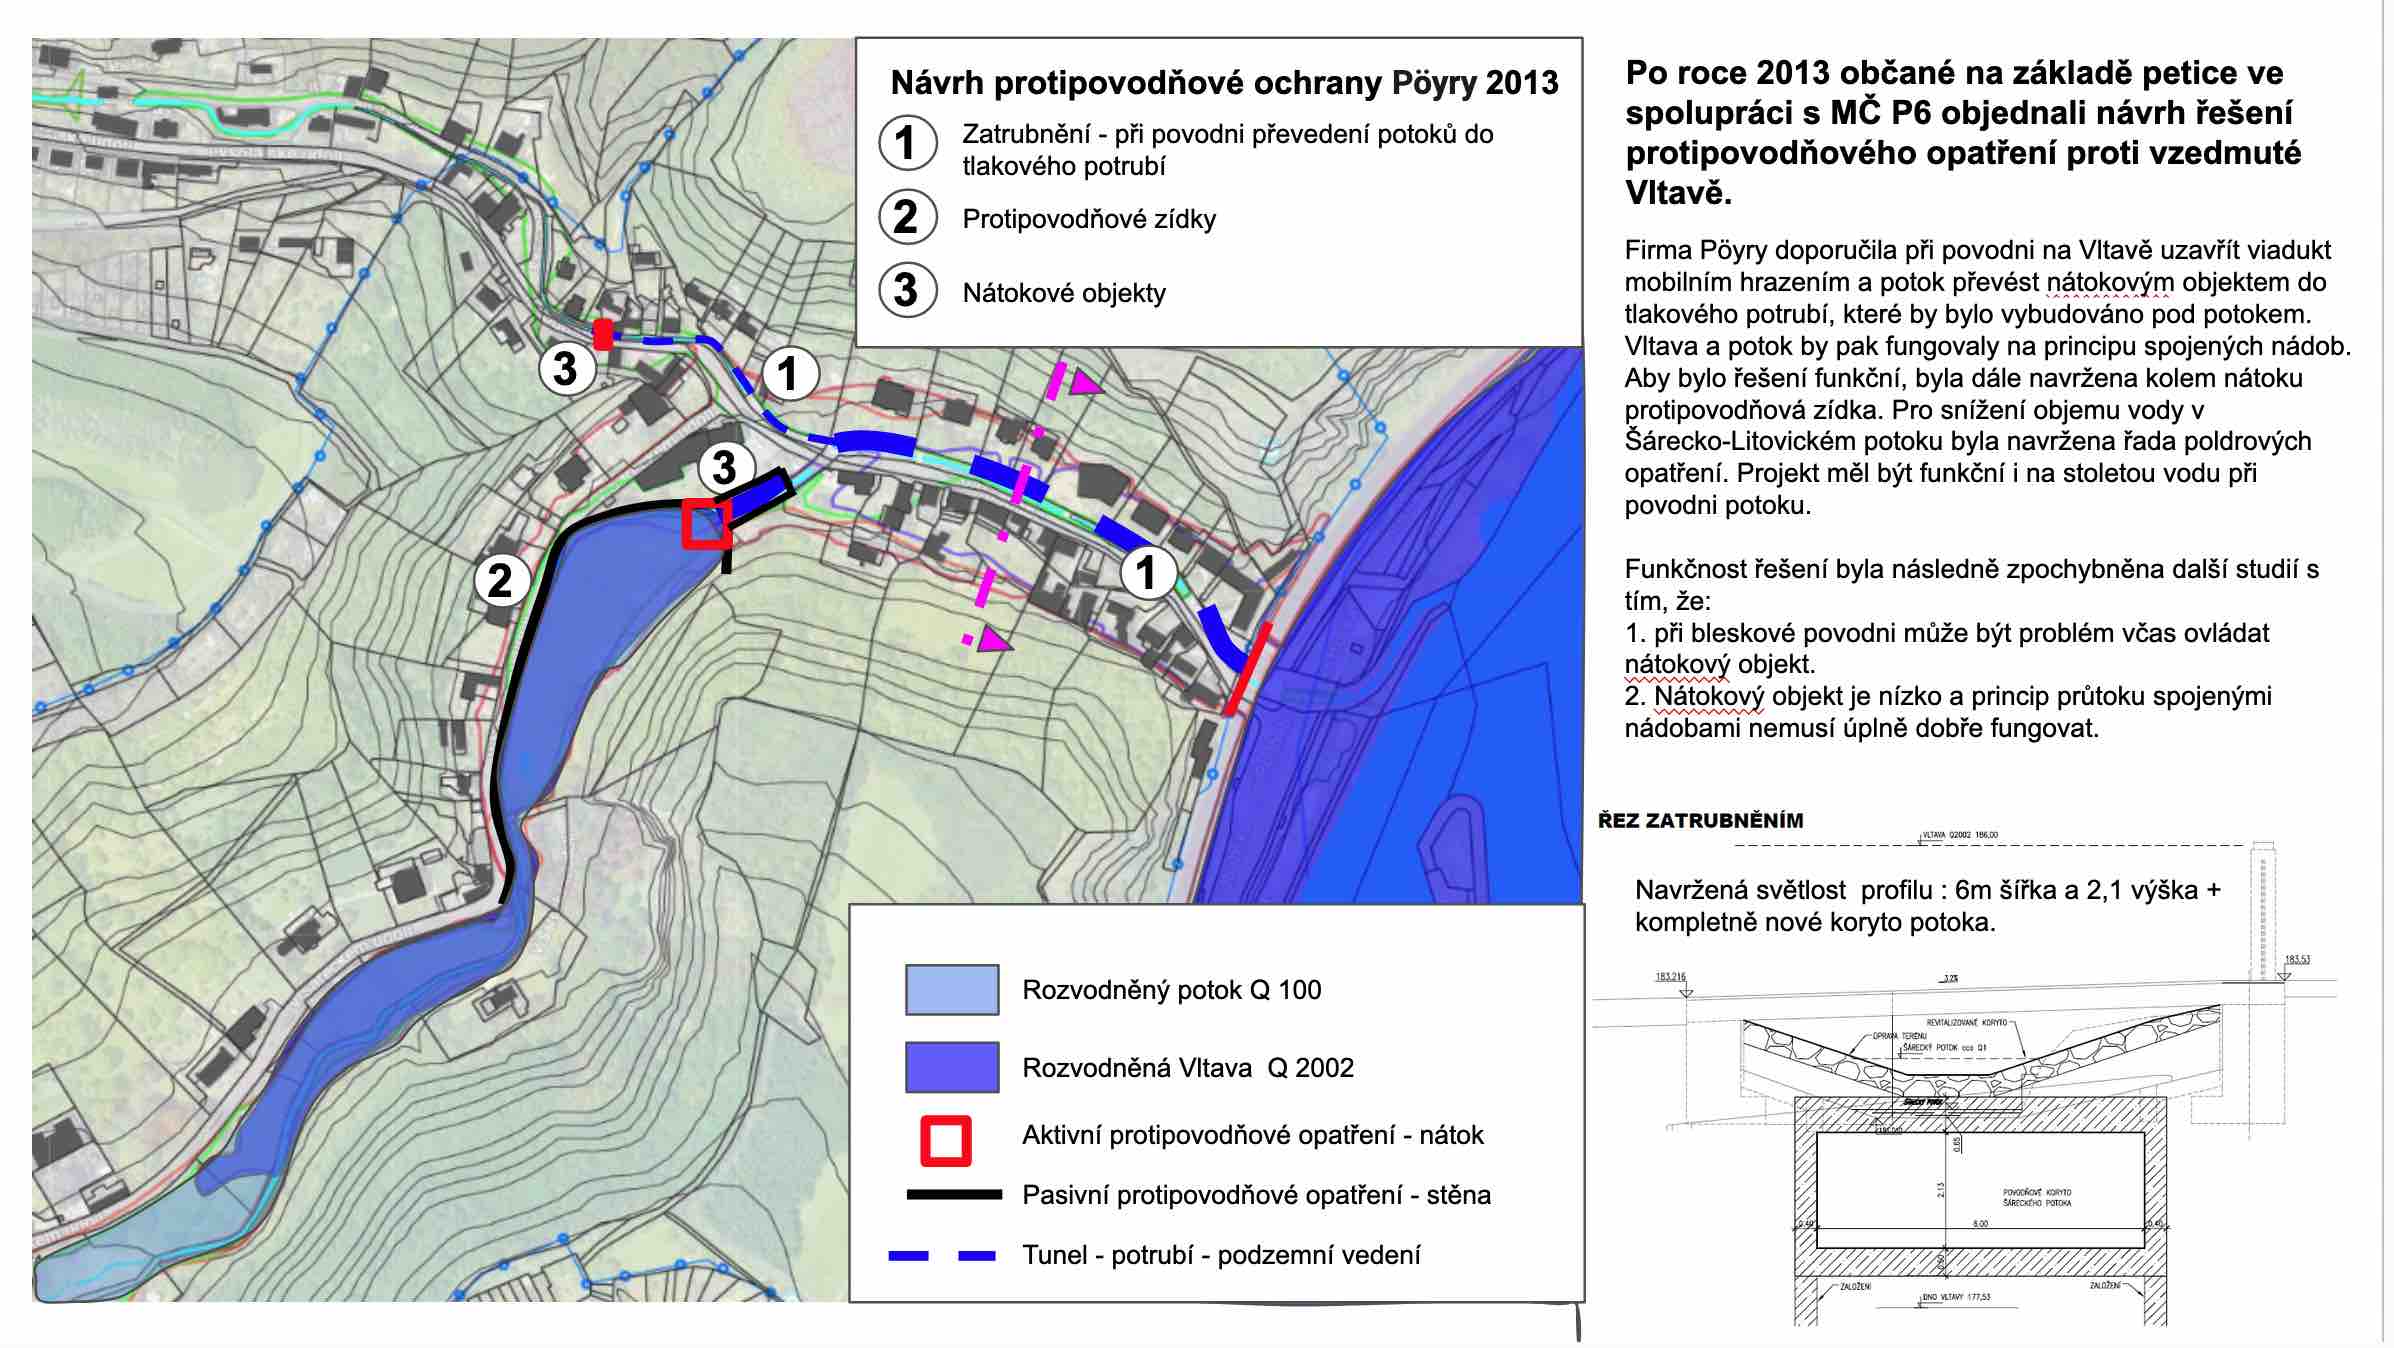 Návrh protipovodňové ochrany Pöyry 2013
1
Zatrubnění - při povodni převedení potoků do
tlakového potrubí
2
Protipovodňové zídky
3
Nátokové objekty
3
1
3
2
1
Rozvodněný potok Q 100
Rozvodněná Vltava Q 2002
Aktivní protipovodňové opatření - nátok
Pasivní protipovodňové opatření - stěna
Tunel - potrubí - podzemní vedení
Po roce 2013 občané na základě petice ve
spolupráci s MČ P6 objednali návrh řešení
protipovodňového opatření proti vzedmuté
Vltavě.
Firma Pöyry doporučila při povodni na Vltavě uzavřít viadukt
mobilním hrazením a potok převést nátokovým objektem do
tlakového potrubí, které by bylo vybudováno pod potokem.
Vltava a potok by pak fungovaly na principu spojených nádob.
Aby bylo řešení funkční, byla dále navržena kolem nátoku
protipovodňová zídka. Pro snížení objemu vody v
Šárecko-Litovickém potoku byla navržena řada poldrových
opatření. Projekt měl být funkční i na stoletou vodu při
povodni potoku.
Funkčnost řešení byla následně zpochybněna další studií s
tím, že:
1. při bleskové povodni může být problém včas ovládat
nátokový objekt.
2. Nátokový objekt je nízko a princip průtoku spojenými
nádobami nemusí úplně dobře fungovat.
ŘEZ ZATRUBNĚNÍM
VLTAVA Q2002 186,00
Navržená světlost profilu : 6m šířka a 2,1 výška +
kompletně nové koryto potoka.
183,53
183,216
3,2%
REVITALIZOVANÉ KORYTO
OPRAVA TERÉNU
ŠÁRECKÝ POTOK cca Q1
0,65
2,13
POVODŇOVÉ KORYTO
ŠÁRECKÉHO POTOKA
0,40
6,00
0,40
0,50
ZALOŽENÍ
ZALOŽENÍ
DNO VLTAVY 177,53